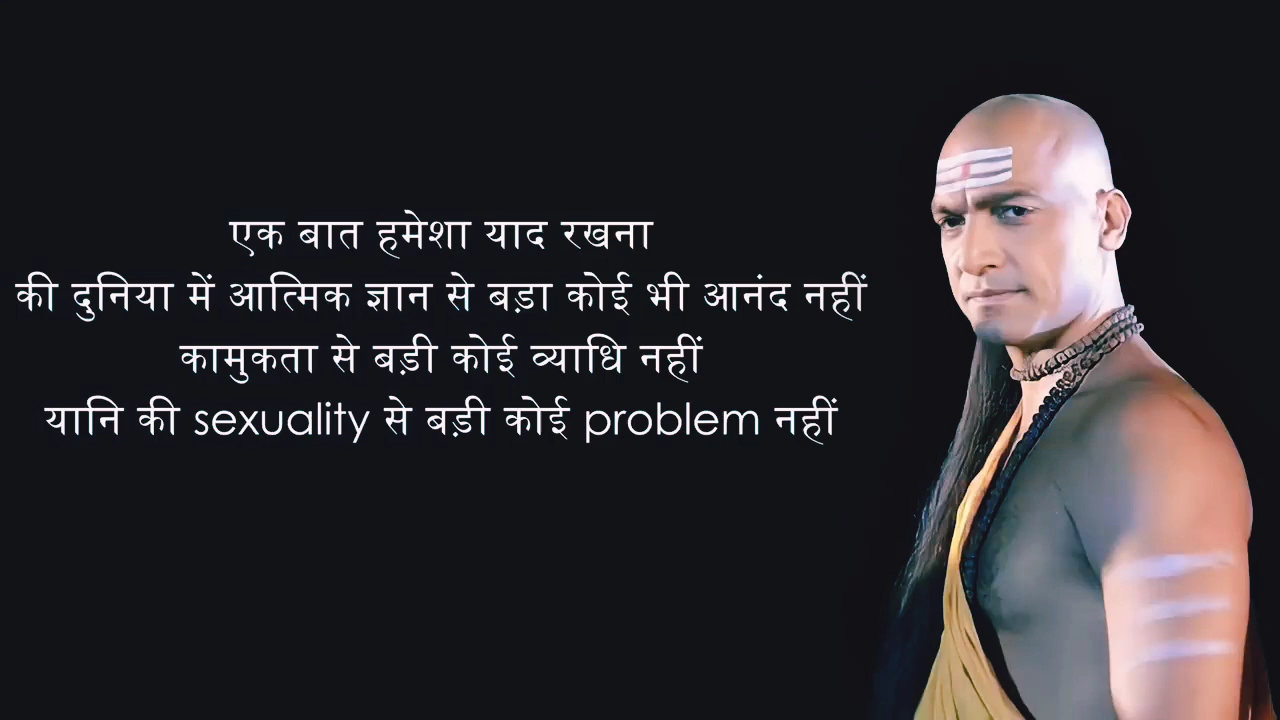 एक बात हमेशा याद रखना
की दुनिया में आत्मिक ज्ञान से बड़ा कोई भी आनंद नहीं
कामुकता से बड़ी कोई व्याधि नहीं
यानि की sexuality से बड़ी कोई problem नहीं